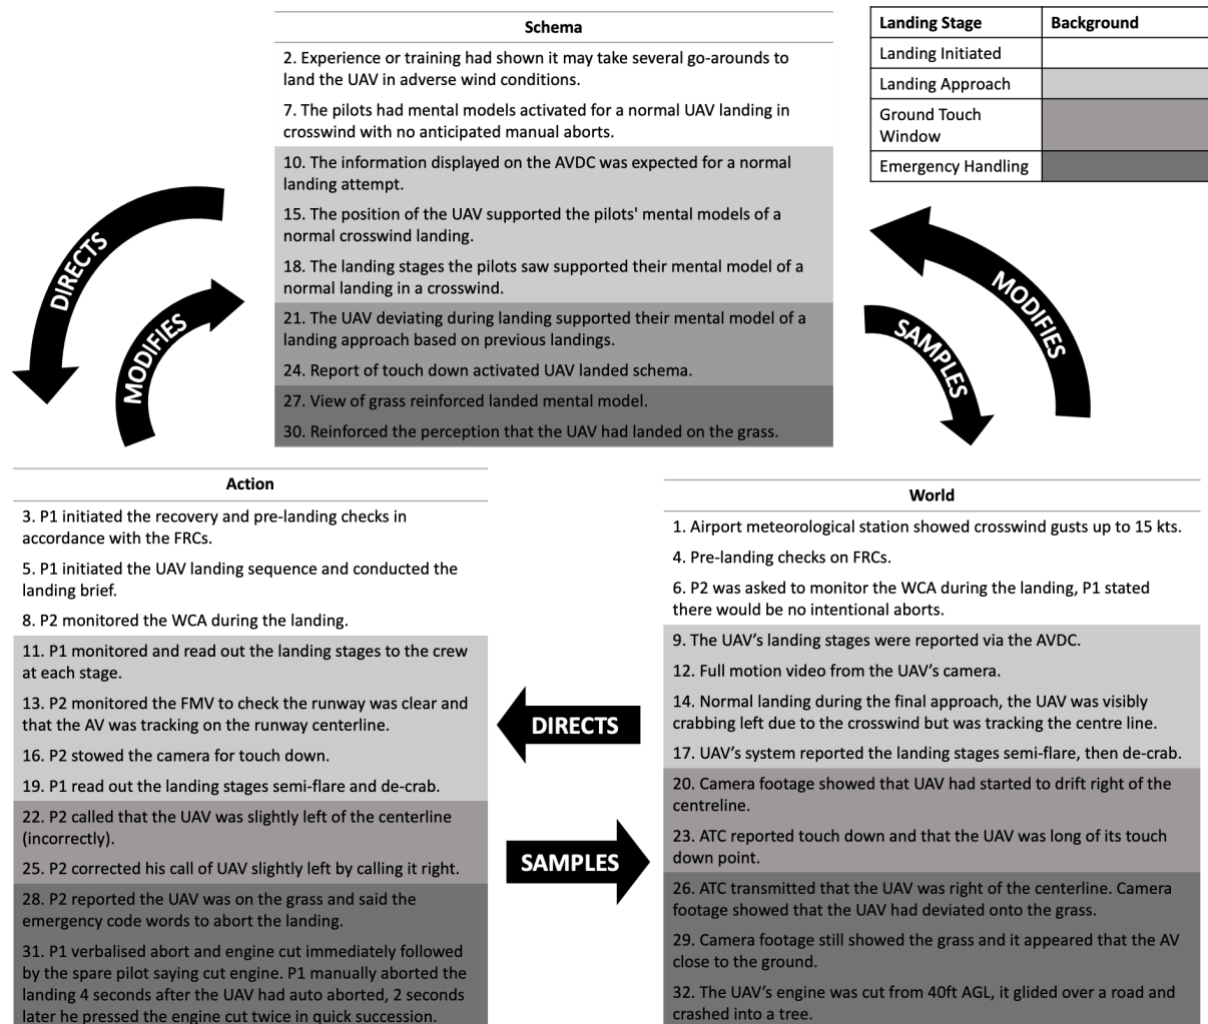 Schema
2. Experience or training had shown it may take several go-arounds to
land the UAV in adverse wind conditions.
7. The pilots had mental models activated for a normal UAV landing in
crosswind with no anticipated manual aborts.
10. The information displayed on the AVDC was expected for a normal
landing attempt.
15. The position of the UAV supported the pilots' mental models of a
normal crosswind landing.
18. The landing stages the pilots saw supported their mental model of a
normal landing in a crosswind.
21. The UAV deviating during landing supported their mental model of a
landing approach based on previous landings.
24. Report of touch down activated UAV landed schema.
27. View of grass reinforced landed mental model.
30. Reinforced the perception that the UAV had landed on the grass.
Landing Stage Background
Landing Initiated
Landing Approach
Ground Touch
Window
Emergency Handling
DIRECTS
MODIFIES
SAMPLES
MODIFIES
Action
3. P1 initiated the recovery and pre-landing checks in
accordance with the FRCs.
5. P1 initiated the UAV landing sequence and conducted the
landing brief.
8. P2 monitored the WCA during the landing.
11. P1 monitored and read out the landing stages to the crew
at each stage.
13. P2 monitored the FMV to check the runway was clear and
that the AV was tracking on the runway centerline.
16. P2 stowed the camera for touch down.
19. P1 read out the landing stages semi-flare and de-crab.
22. P2 called that the UAV was slightly left of the centerline
(incorrectly).
25. P2 corrected his call of UAV slightly left by calling it right.
28. P2 reported the UAV was on the grass and said the
emergency code words to abort the landing.
31. P1 verbalised abort and engine cut immediately followed
by the spare pilot saying cut engine. P1 manually aborted the
landing 4 seconds after the UAV had auto aborted, 2 seconds
later he pressed the engine cut twice in quick succession.
DIRECTS
SAMPLES
World
1. Airport meteorological station showed crosswind gusts up to 15 kts.
4. Pre-landing checks on FRCs.
6. P2 was asked to monitor the WCA during the landing, P1 stated
there would be no intentional aborts.
9. The UAV's landing stages were reported via the AVDC.
12. Full motion video from the UAV's camera.
14. Normal landing during the final approach, the UAV was visibly
crabbing left due to the crosswind but was tracking the centre line.
17. UAV's system reported the landing stages semi-flare, then de-crab.
20. Camera footage showed that UAV had started to drift right of the
centreline.
23. ATC reported touch down and that the UAV was long of its touch
down point.
26. ATC transmitted that the UAV was right of the centerline. Camera
footage showed that the UAV had deviated onto the grass.
29. Camera footage still showed the grass and it appeared that the AV
close to the ground.
32. The UAV's engine was cut from 40ft AGL, it glided over a road and
crashed into a tree.